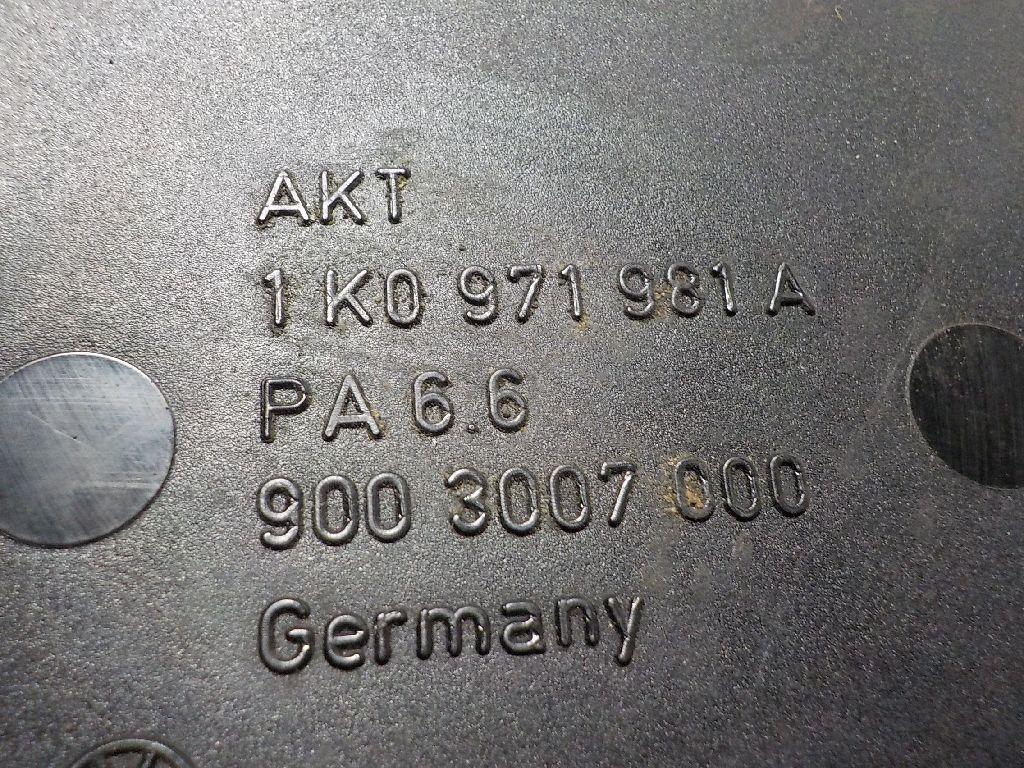 AKT
1K0 971 981 A
PA 6.6
900 3007 000
Germany